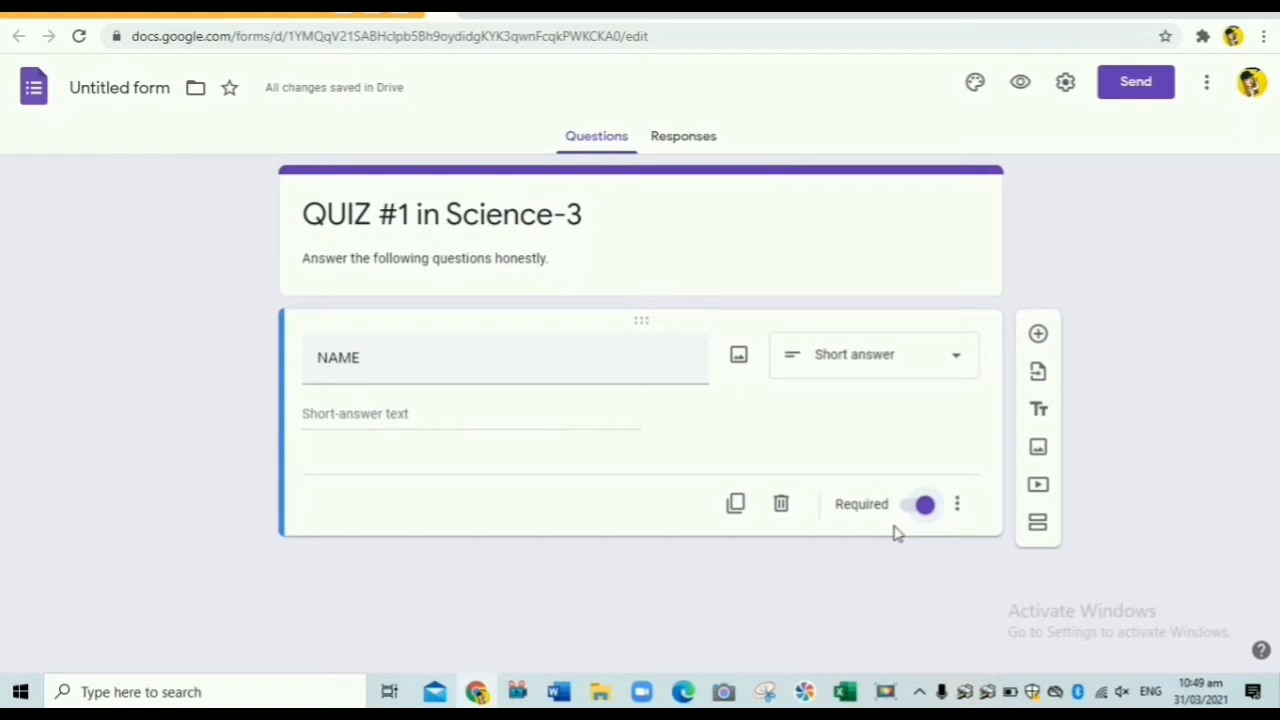 docs.google.com/forms/d/1YMQqV21SABHclpb5Bh9oydidgKYK3qwnFcqkPWKCKA0/edit
Untitled form
All changes saved in Drive
Send
Questions
Responses
QUIZ #1 in Science-3
Answer the following questions honestly.
NAME
Short answer
Short-answer text
Required
Tт
Activate Windows
Go to Settings to activate Windows.
Type here to search
ENG
10:49 am
31/03/2021